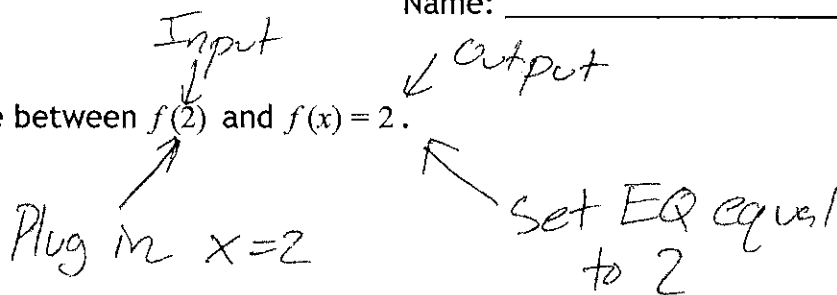 Name:
Input
output
e between f(2) and f(x) = 2.
Plug in x=2
Set EQ equal
to 2